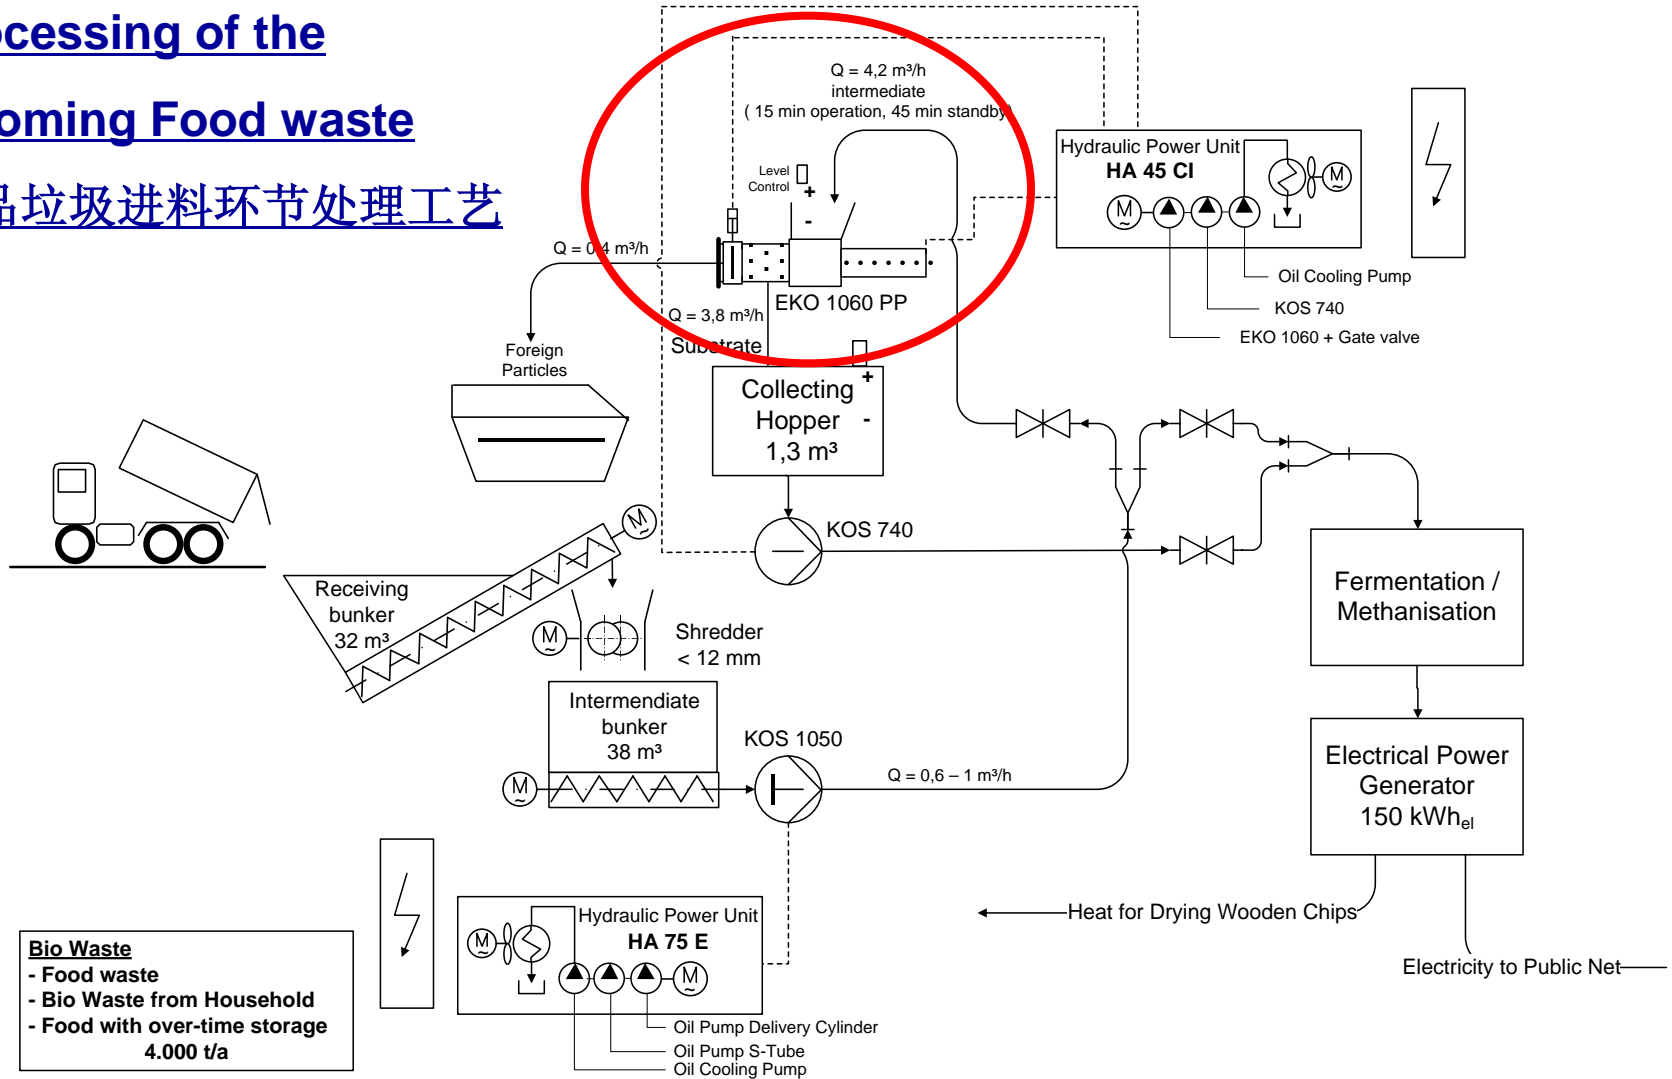 ocessing of the
oming Food waste
品垃圾进料环节处理工艺
Q = 4,2 m³/h
intermediate
( 15 min operation, 45 min standby)
Level
Control
+
-
Q = 0,4 m³/h
EKO 1060 PP
Q = 3,8 m³/h
Substrate
Foreign
Particles
Hydraulic Power Unit
HA 45 CI
M
~
M
~
Oil Cooling Pump
KOS 740
EKO 1060 + Gate valve
Collecting
Hopper
1,3 m³
+
-
KOS 740
M
~
Receiving
bunker
32 m³
M
~
Shredder
< 12 mm
Intermendiate
bunker
38 m³
M
~
KOS 1050
Q = 0,6 – 1 m³/h
Fermentation /
Methanisation
Electrical Power
Generator
150 kWhel
Heat for Drying Wooden Chips
Electricity to Public Net
Hydraulic Power Unit
HA 75 E
M
~
M
~
Oil Pump Delivery Cylinder
Oil Pump S-Tube
Oil Cooling Pump
Bio Waste
- Food waste
- Bio Waste from Household
- Food with over-time storage
4.000 t/a